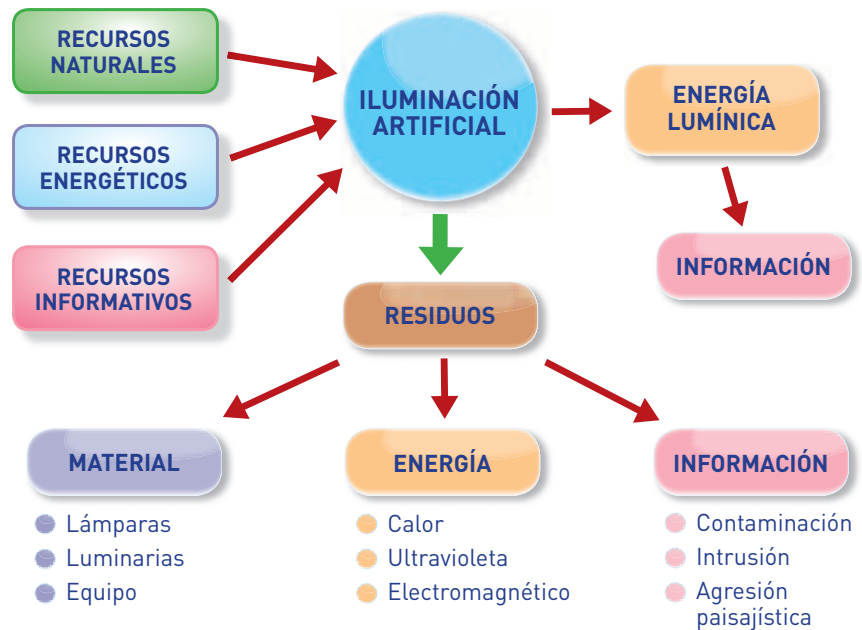 RECURSOS
NATURALES
RECURSOS
ENERGÉTICOS
RECURSOS
INFORMATIVOS
ILUMINACIÓN
ARTIFICIAL
ENERGÍA
LUMÍNICA
INFORMACIÓN
RESIDUOS
MATERIAL
Lámparas
Luminarias
Equipo
ENERGÍA
Calor
Ultravioleta
Electromagnético
INFORMACIÓN
Contaminación
Intrusión
Agresión
paisajística